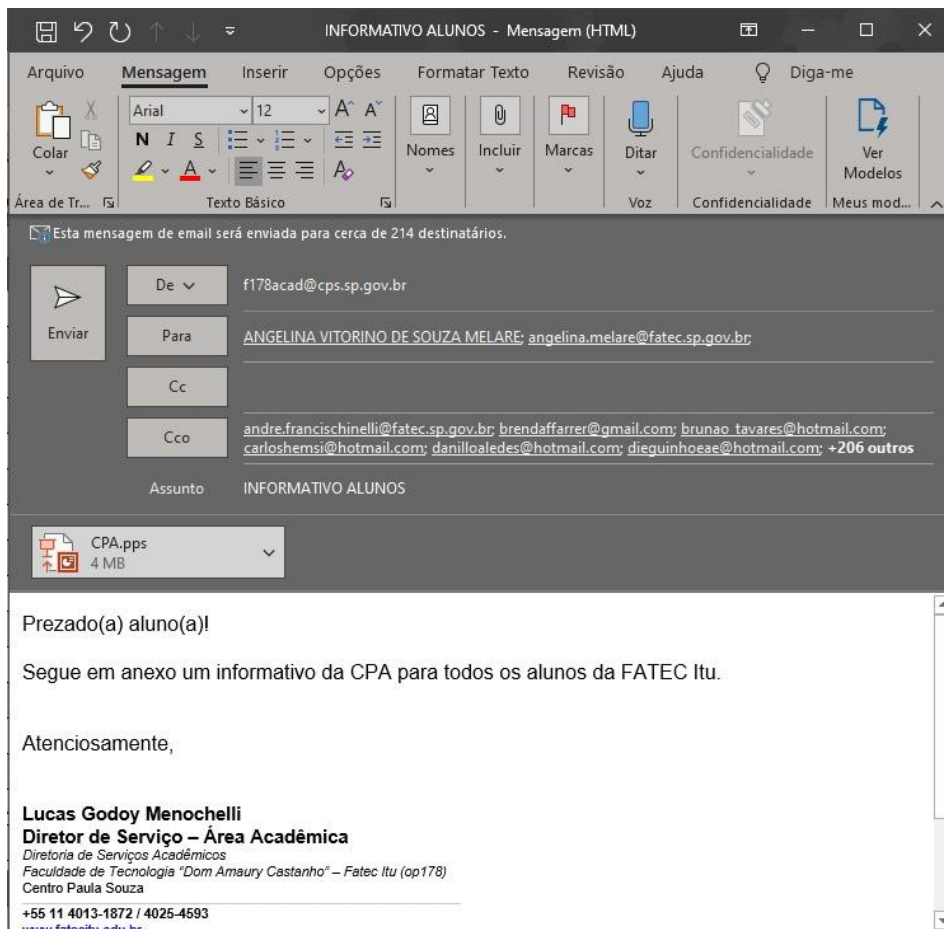 INFORMATIVO ALUNOS - Mensagem (HTML)
Arquivo Mensagem Inserir Opções Formatar Texto Revisão Ajuda Diga-me
Arial 12 A A
N I S
Colar
A A
Nomes Incluir Marcas Ditar Confidencialidade Ver Modelos
Área de Tr... Texto Básico Voz Confidencialidade Meus mod...
Esta mensagem de email será enviada para cerca de 214 destinatários.
Enviar
De f178acad@cps.sp.gov.br
Para ANGELINA VITORINO DE SOUZA MELARE; angelina.melare@fatec.sp.gov.br;
Cc
Cco andre.francischinelli@fatec.sp.gov.br; brendaffarrer@gmail.com; brunao_tavares@hotmail.com;
carloshemsi@hotmail.com; danilloaledes@hotmail.com; dieguinhoeae@hotmail.com; +206 outros
Assunto INFORMATIVO ALUNOS
CPA.pps
4 MB
Prezado(a) aluno(a)!
Segue em anexo um informativo da CPA para todos os alunos da FATEC Itu.
Atenciosamente,
Lucas Godoy Menochelli
Diretor de Serviço – Área Acadêmica
Diretoria de Serviços Acadêmicos
Faculdade de Tecnologia "Dom Amaury Castanho" – Fatec Itu (op178)
Centro Paula Souza
+55 11 4013-1872 / 4025-4593